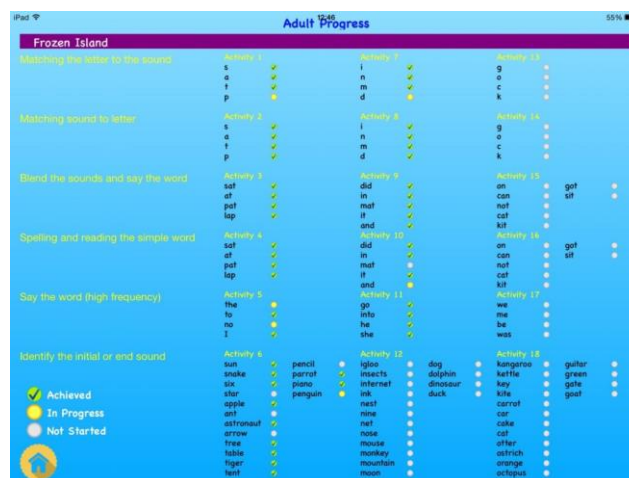 iPad 12:46 55%
Adult Progress
Frozen Island
Matching the letter to the sound
Activity 1
s
a
t
p
Activity 7
i
n
m
d
Activity 13
g
o
c
k
Matching sound to letter
Activity 2
s
a
t
p
Activity 8
i
n
m
d
Activity 14
g
o
c
k
Blend the sounds and say the word
Activity 3
sat
at
pat
lap
Activity 9
did
in
mat
it
and
Activity 15
on got
can sit
not
cat
kit
Spelling and reading the simple word
Activity 4
sat
at
pat
lap
Activity 10
did
in
mat
it
and
Activity 16
on got
can sit
not
cat
kit
Say the word (high frequency)
Activity 5
the
to
no
I
Activity 11
go
into
he
she
Activity 17
we
me
be
was
Identify the initial or end sound
Activity 6
sun pencil
snake parrot
six piano
star penguin
apple
ant
astronaut
arrow
tree
table
tiger
tent
Activity 12
igloo dog
insects dolphin
internet dinosaur
ink duck
nest
nine
net
nose
mouse
monkey
mountain
moon
Activity 18
kangaroo guitar
kettle green
key gate
kite goat
carrot
car
cake
cat
otter
ostrich
orange
octopus
Achieved
In Progress
Not Started